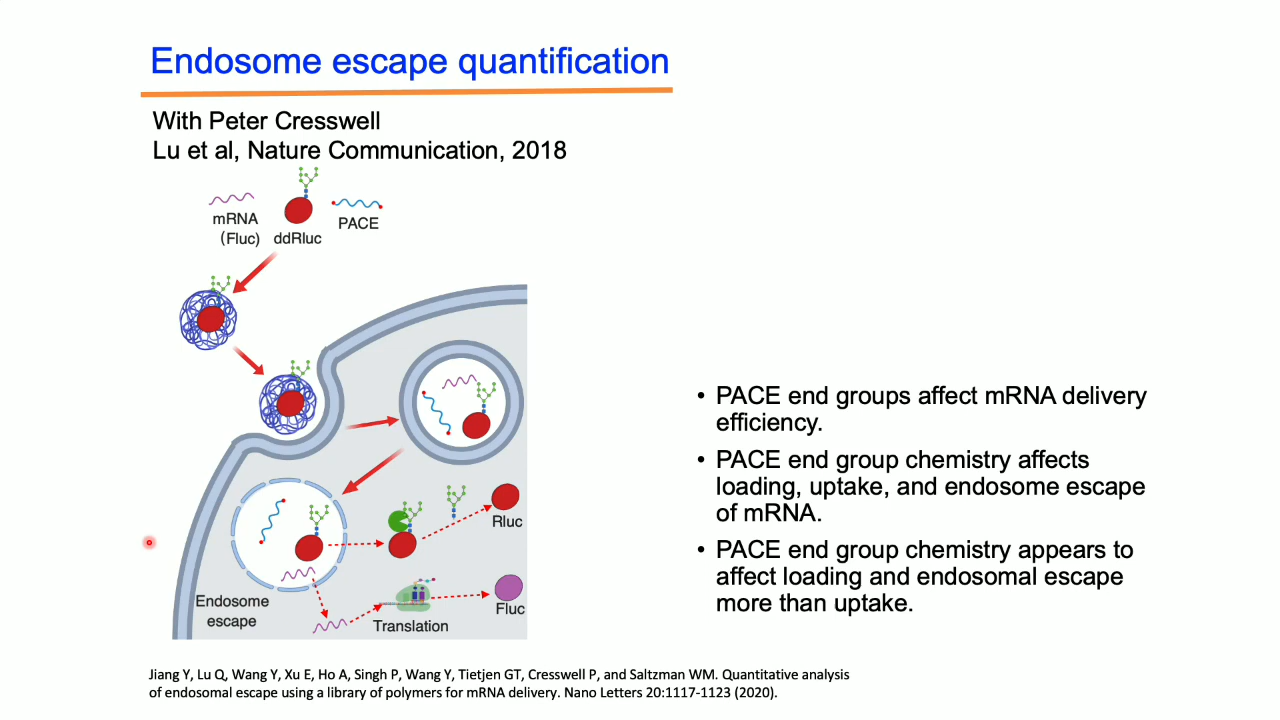 Endosome escape quantification
With Peter Cresswell
Lu et al, Nature Communication, 2018
mRNA
(Fluc)
ddRluc
PACE
Rluc
Endosome
escape
Translation
Fluc
• PACE end groups affect mRNA delivery
efficiency.
• PACE end group chemistry affects
loading, uptake, and endosome escape
of mRNA.
• PACE end group chemistry appears to
affect loading and endosomal escape
more than uptake.
Jiang Y, Lu Q, Wang Y, Xu E, Ho A, Singh P, Wang Y, Tietjen GT, Cresswell P, and Saltzman WM. Quantitative analysis
of endosomal escape using a library of polymers for mRNA delivery. Nano Letters 20:1117-1123 (2020).